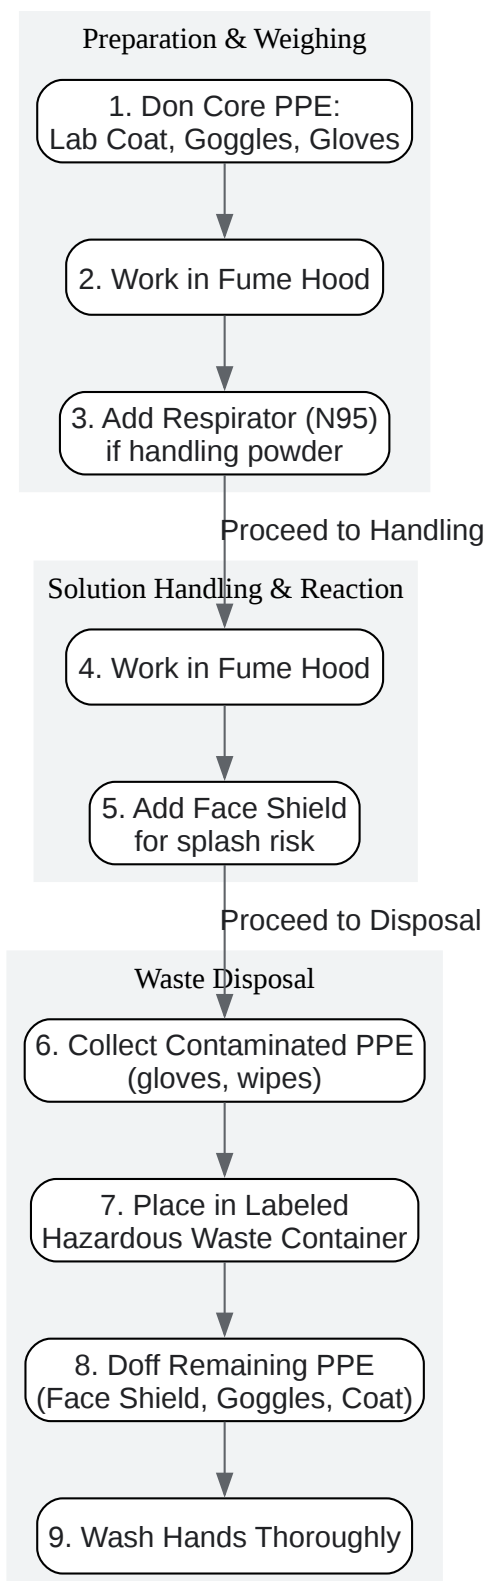 Preparation & Weighing
1. Don Core PPE:
Lab Coat, Goggles, Gloves
2. Work in Fume Hood
3. Add Respirator (N95)
if handling powder
Proceed to Handling
Solution Handling & Reaction
4. Work in Fume Hood
5. Add Face Shield
for splash risk
Proceed to Disposal
Waste Disposal
6. Collect Contaminated PPE
(gloves, wipes)
7. Place in Labeled
Hazardous Waste Container
8. Doff Remaining PPE
(Face Shield, Goggles, Coat)
9. Wash Hands Thoroughly